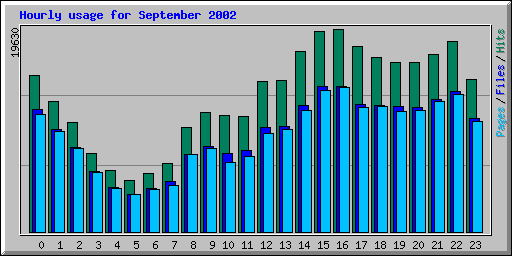 Hourly usage for September 2002
19630
Pages/Files/Hits
0 1 2 3 4 5 6 7 8 9 10 11 12 13 14 15 16 17 18 19 20 21 22 23